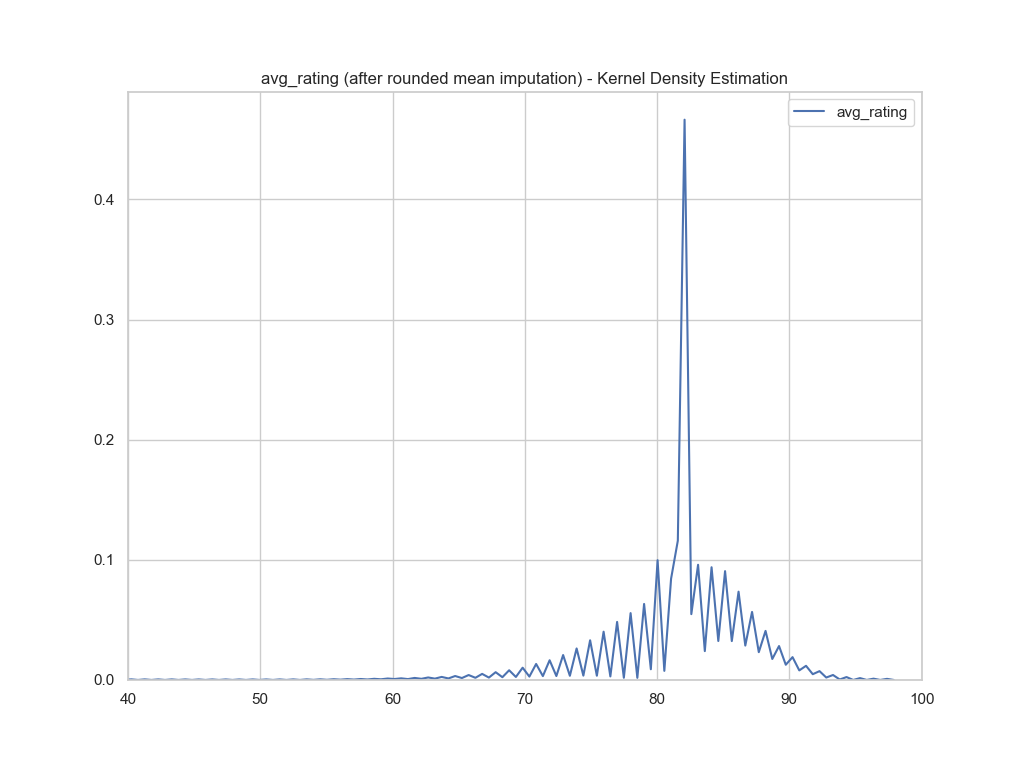 avg_rating (after rounded mean imputation) - Kernel Density Estimation
avg_rating
0.4
0.3
0.2
0.1
0.0
40 50 60 70 80 90 100